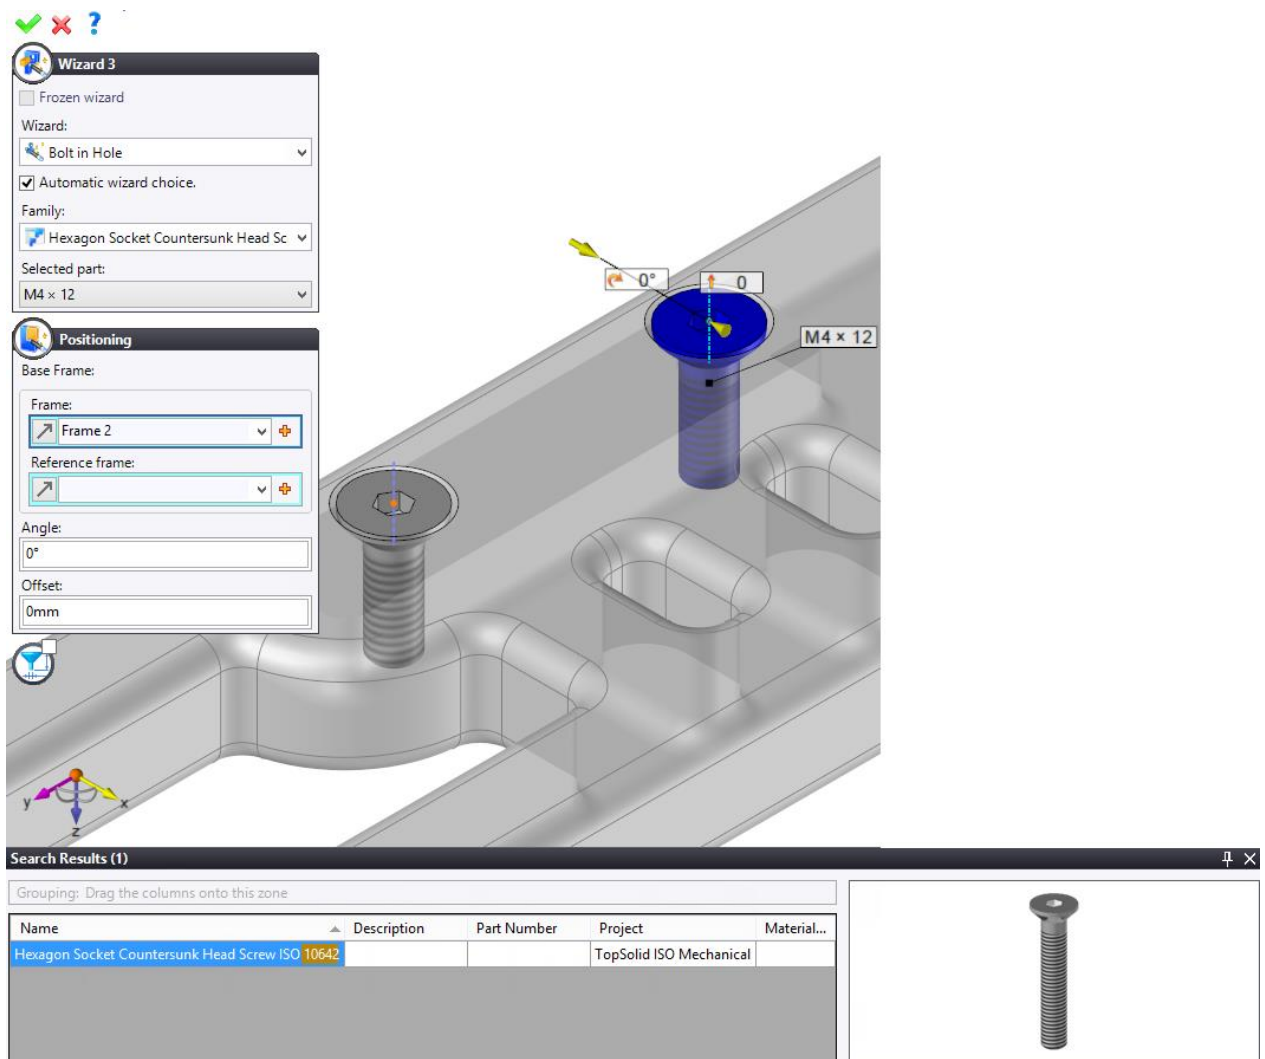 ?
Wizard 3
Frozen wizard
Wizard:
Bolt in Hole
Automatic wizard choice.
Family:
Hexagon Socket Countersunk Head Sc
Selected part:
M4 × 12
Positioning
Base Frame:
Frame:
Frame 2
Reference frame:
Angle:
0°
Offset:
0mm
0°
0
M4 × 12
y
x
z
Search Results (1)
Grouping: Drag the columns onto this zone
Name Description Part Number Project Material...
Hexagon Socket Countersunk Head Screw ISO 10642 TopSolid ISO Mechanical